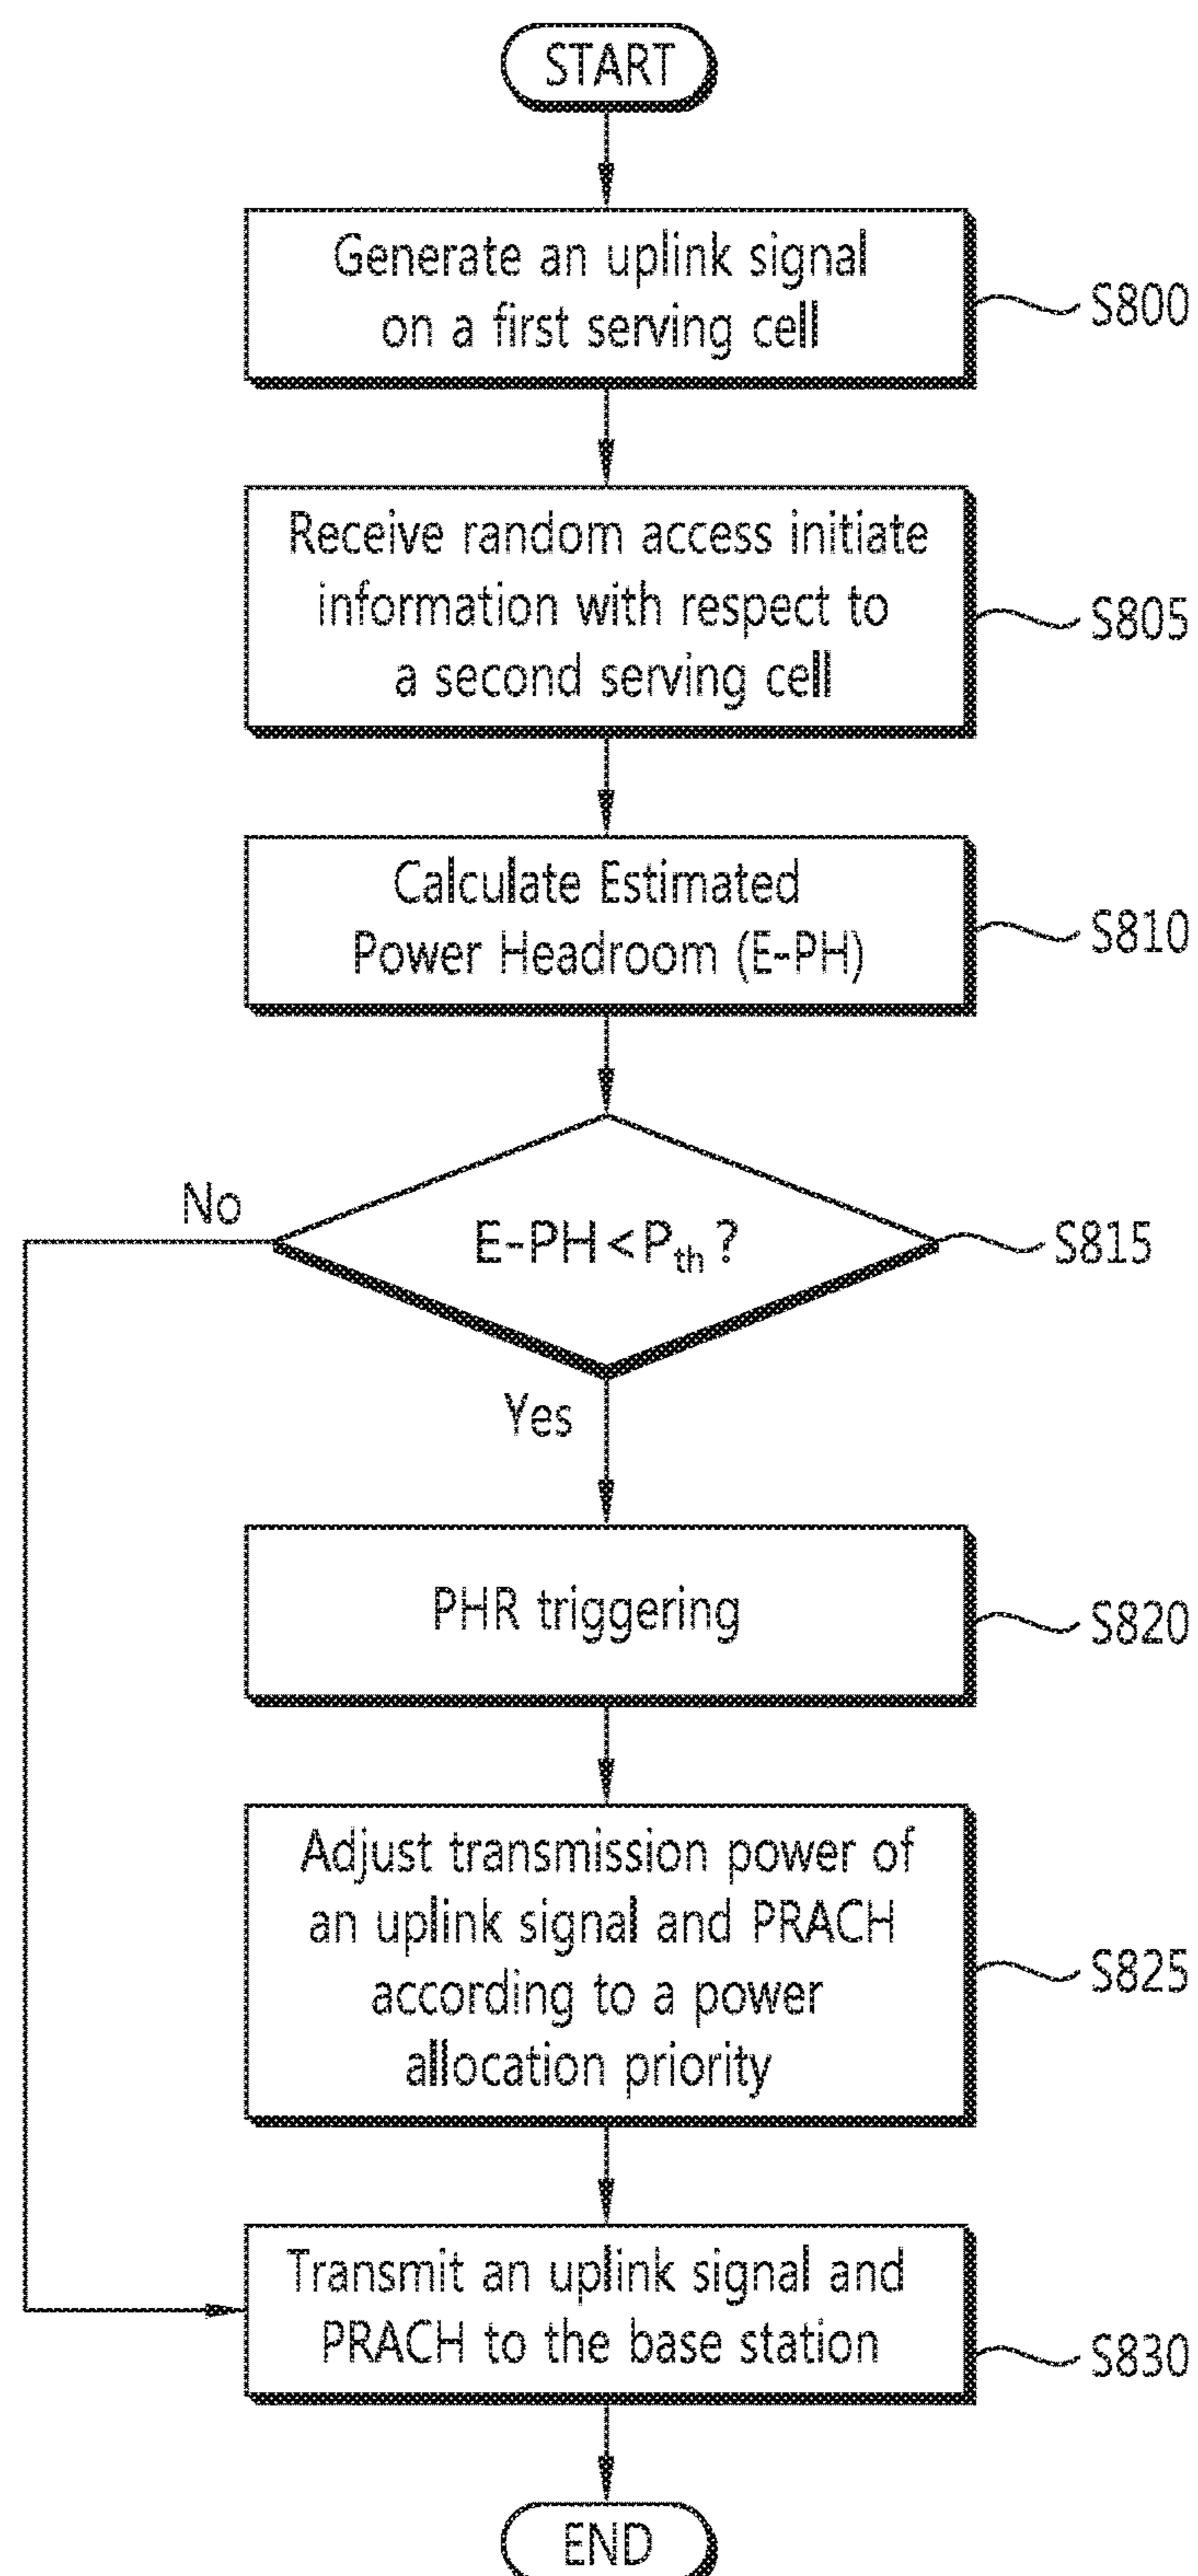 START
Generate an uplink signal
on a first serving cell
S800
Receive random access initiate
information with respect to
a second serving cell
S805
Calculate Estimated
Power Headroom (E-PH)
S810
No
E-PH < Pth ?
S815
Yes
PHR triggering
S820
Adjust transmission power of
an uplink signal and PRACH
according to a power
allocation priority
S825
Transmit an uplink signal and
PRACH to the base station
S830
END